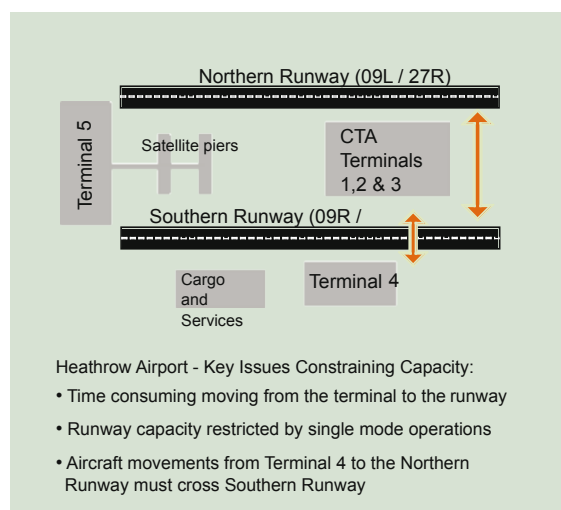 Northern Runway (09L / 27R)
Terminal 5
Satellite piers
CTA
Terminals
1,2 & 3
Southern Runway (09R /
Cargo
and
Services
Terminal 4
Heathrow Airport - Key Issues Constraining Capacity:
• Time consuming moving from the terminal to the runway
• Runway capacity restricted by single mode operations
• Aircraft movements from Terminal 4 to the Northern
Runway must cross Southern Runway